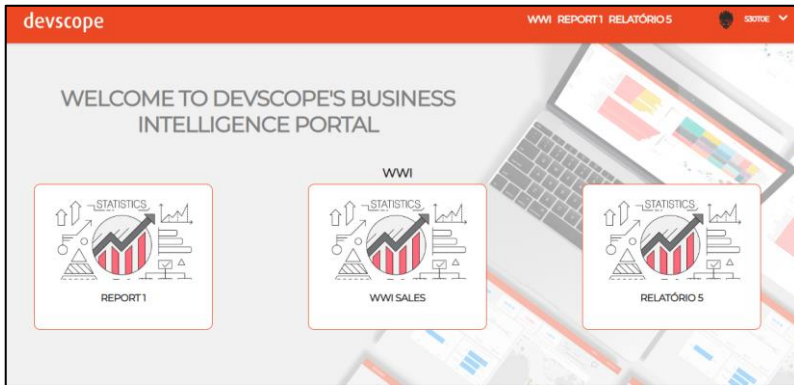 devscope
WWI REPORT 1 RELATÓRIO 5
WELCOME TO DEVSCOPE'S BUSINESS
INTELLIGENCE PORTAL
WWI
STATISTICS
REPORT 1
STATISTICS
WWI SALES
STATISTICS
RELATÓRIO 5